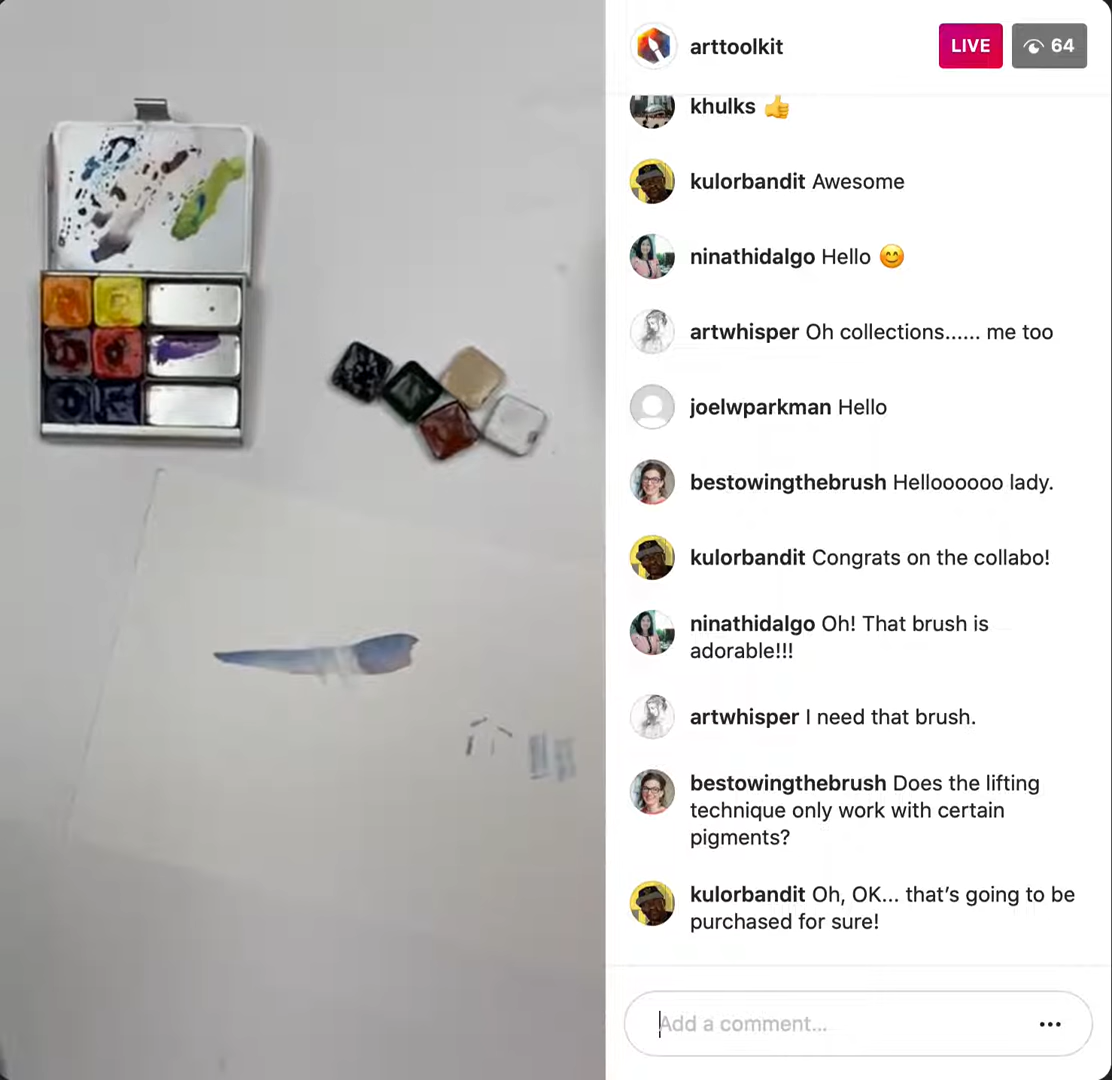 arttoolkit
LIVE
64
khulks 👍
kulorbandit Awesome
ninathidalgo Hello 😊
artwhisper Oh collections...... me too
joelwparkman Hello
bestowingthebrush Helloooooo lady.
kulorbandit Congrats on the collabo!
ninathidalgo Oh! That brush is
adorable!!!
artwhisper I need that brush.
bestowingthebrush Does the lifting
technique only work with certain
pigments?
kulorbandit Oh, OK... that’s going to be
purchased for sure!
Add a comment...